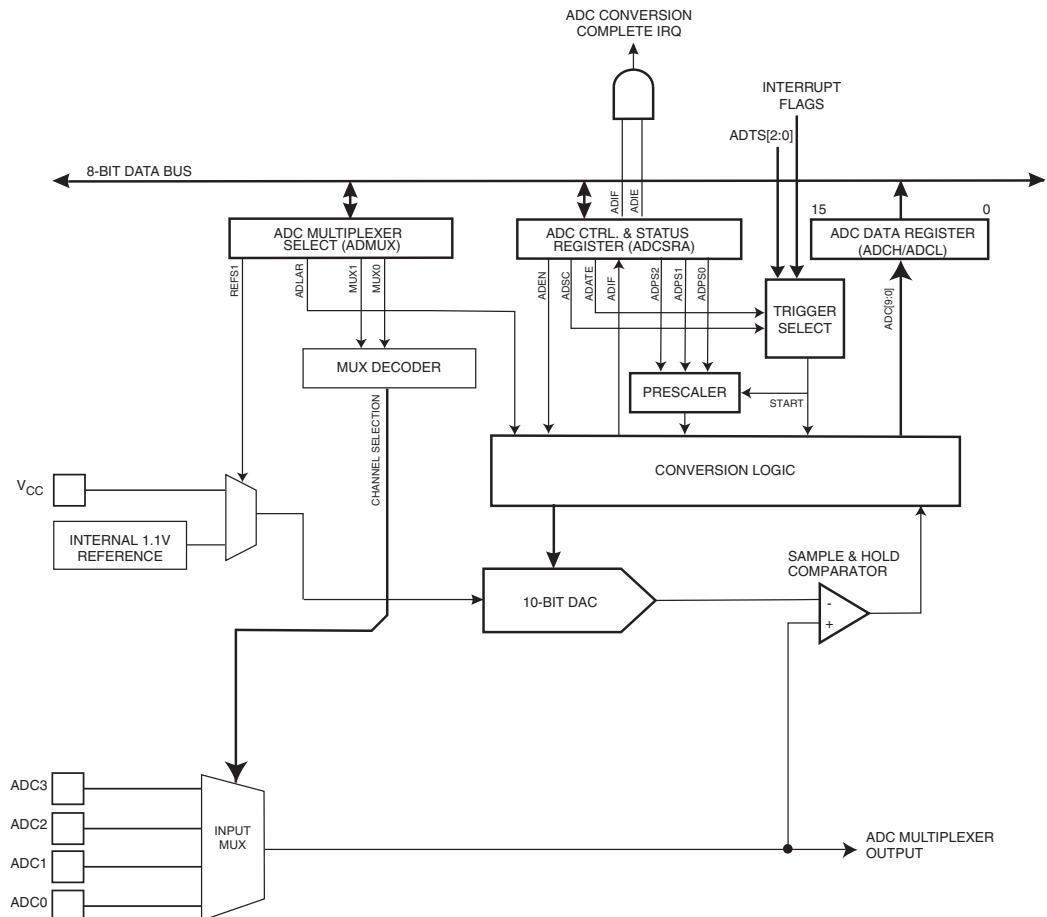 ADC CONVERSION
COMPLETE IRQ
INTERRUPT
FLAGS
ADTS[2:0]
8-BIT DATA BUS
ADIF
ADIE
15
0
ADC MULTIPLEXER
SELECT (ADMUX)
ADC CTRL. & STATUS
REGISTER (ADCSRA)
ADC DATA REGISTER
(ADCH/ADCL)
REFS1
ADLAR
MUX1
MUX0
ADEN
ADSC
ADATE
ADIF
ADPS2
ADPS1
ADPS0
ADC[9:0]
TRIGGER
SELECT
MUX DECODER
PRESCALER
START
CHANNEL SELECTION
CONVERSION LOGIC
VCC
INTERNAL 1.1V
REFERENCE
SAMPLE & HOLD
COMPARATOR
10-BIT DAC
-
+
ADC3
ADC2
ADC1
ADC0
INPUT
MUX
ADC MULTIPLEXER
OUTPUT